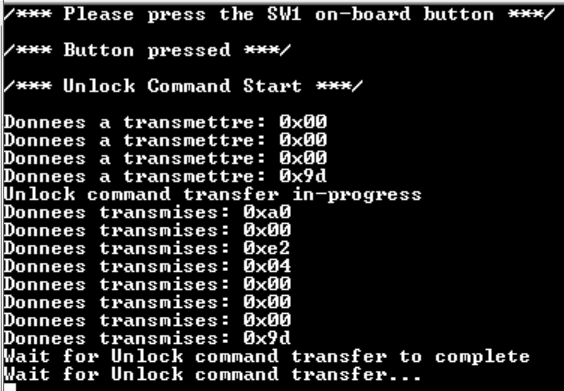 /*** Please press the SW1 on-board button ***/
/*** Button pressed ***/
/*** Unlock Command Start ***/
Donnees a transmettre: 0x00
Donnees a transmettre: 0x00
Donnees a transmettre: 0x00
Donnees a transmettre: 0x9d
Unlock command transfer in-progress
Donnees transmises: 0xa0
Donnees transmises: 0x00
Donnees transmises: 0xe2
Donnees transmises: 0x04
Donnees transmises: 0x00
Donnees transmises: 0x00
Donnees transmises: 0x00
Donnees transmises: 0x9d
Wait for Unlock command transfer to complete
Wait for Unlock command transfer...